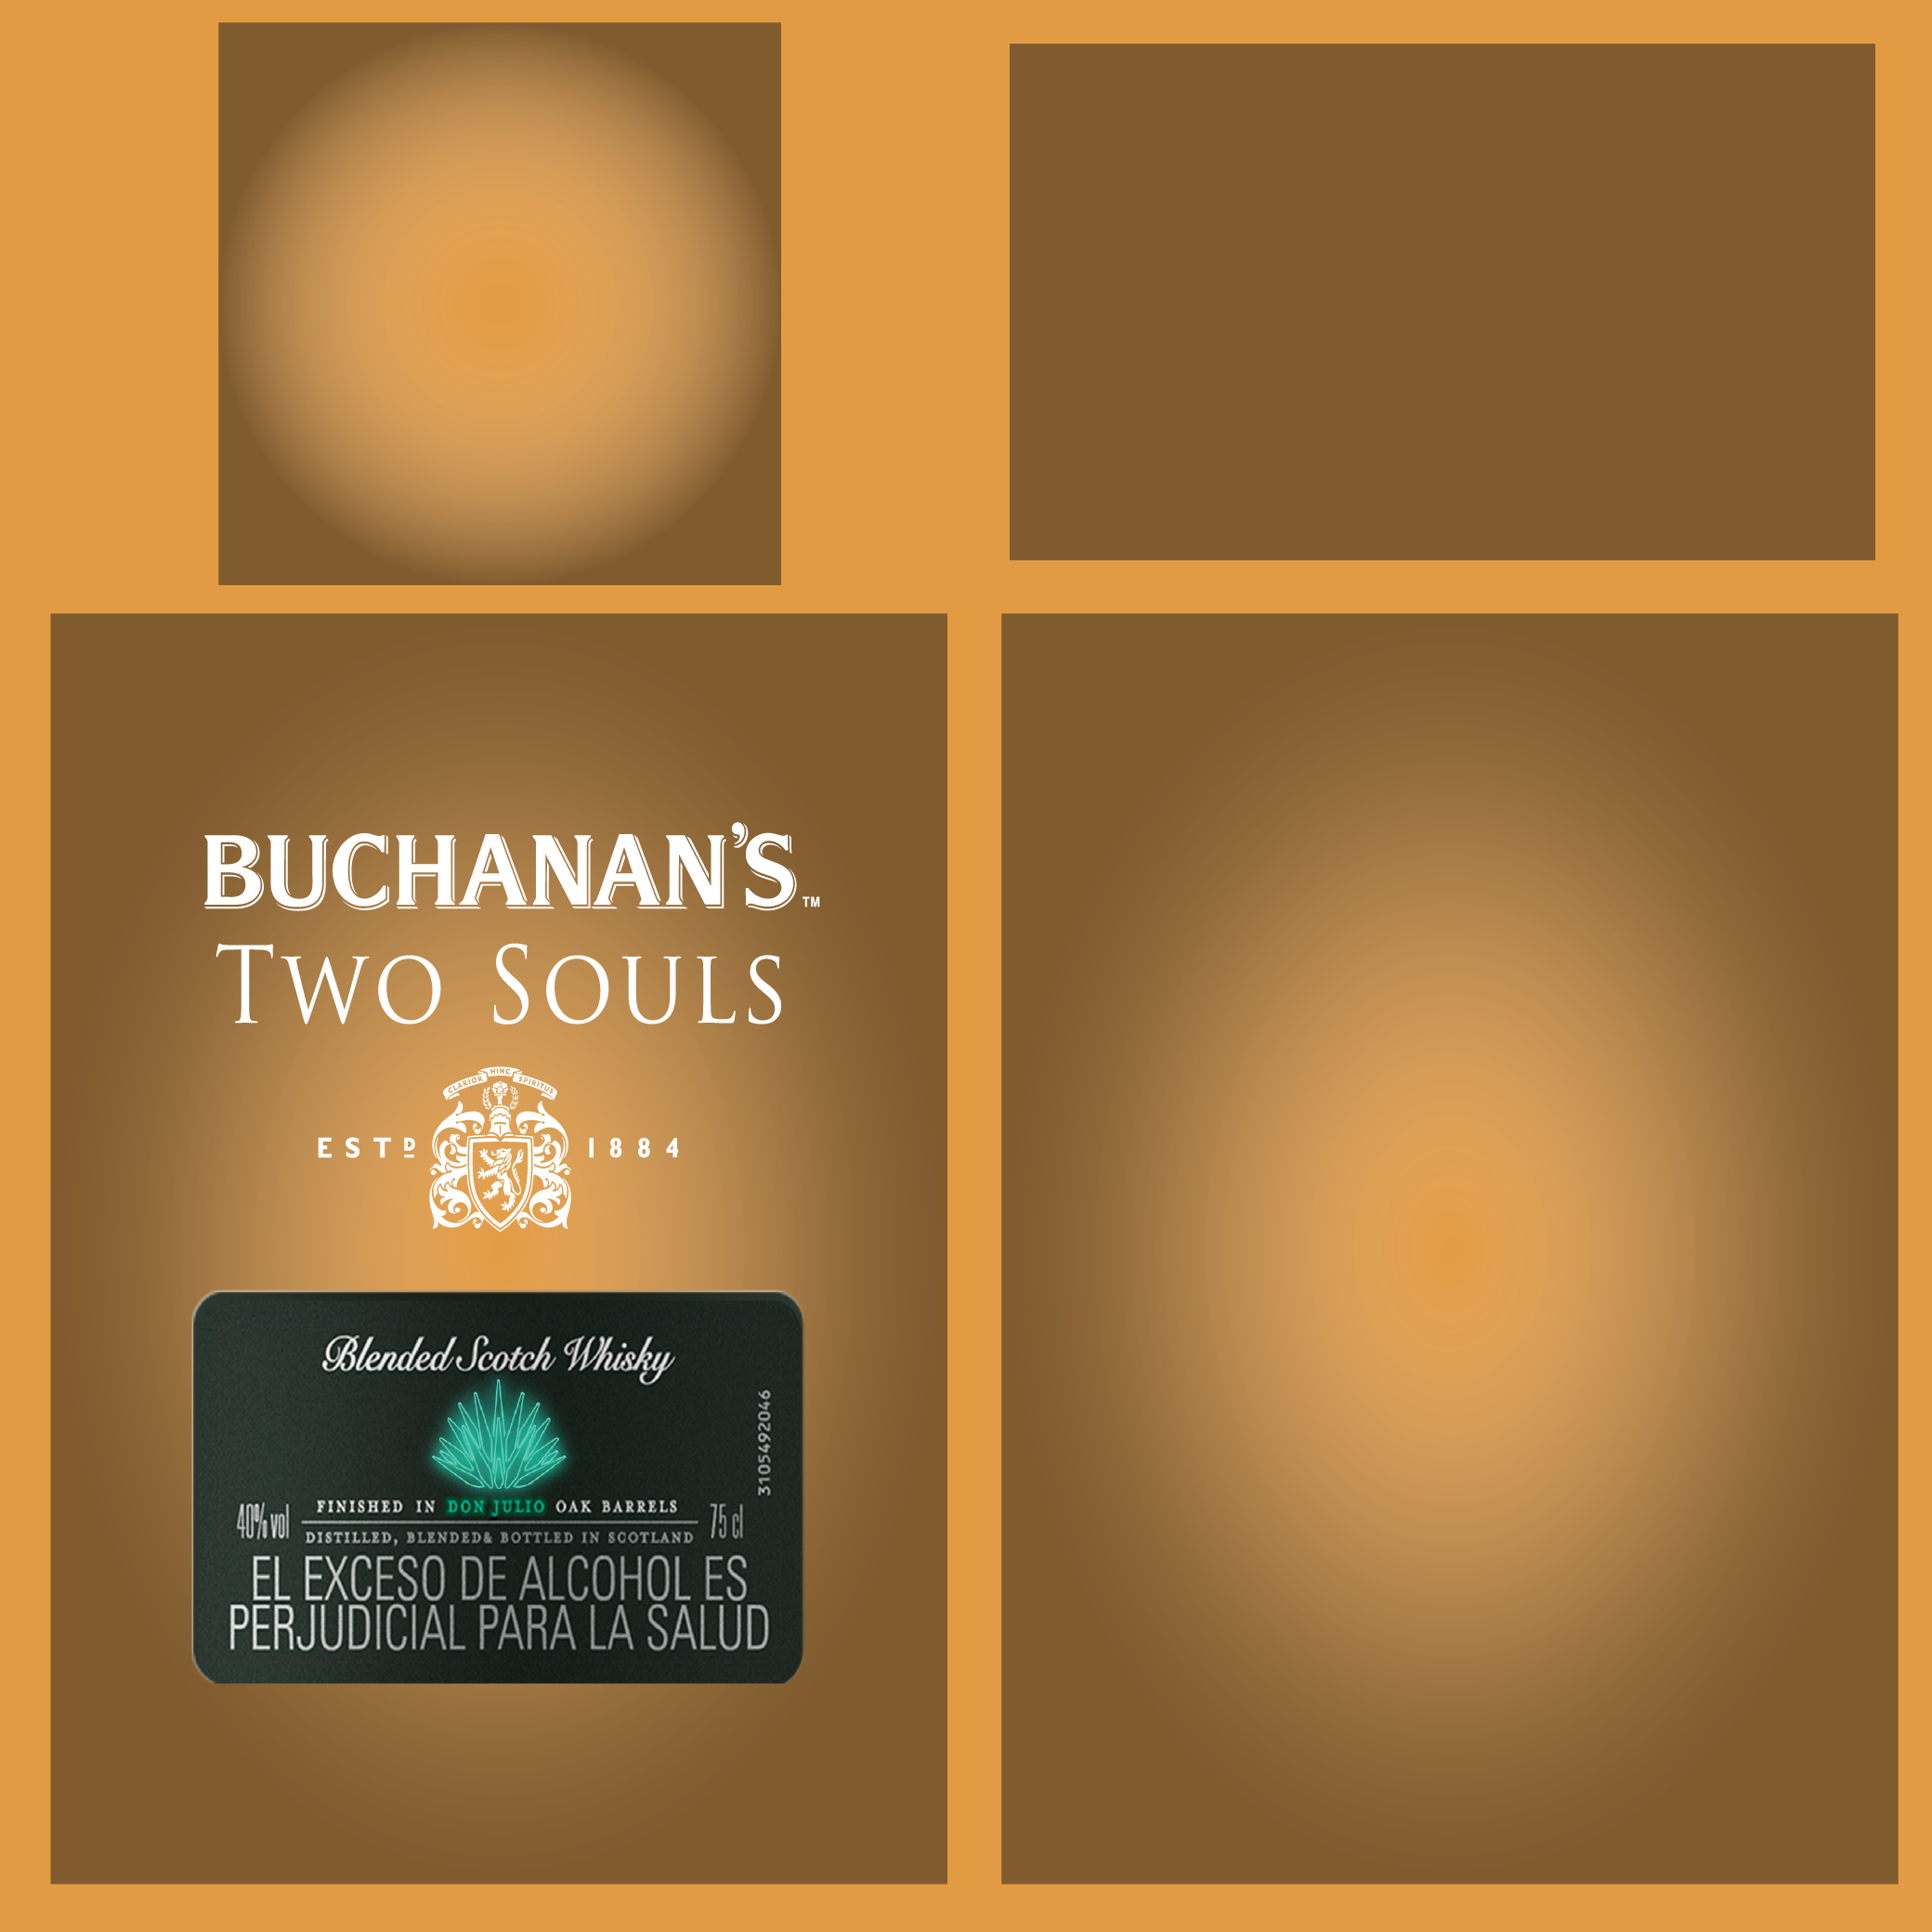 BUCHANAN'S™
TWO SOULS
CLARIOR HINC SPIRITUS
ESTD 1884
Blended Scotch Whisky
3105492046
FINISHED IN DON JULIO OAK BARRELS
40% vol
75 cl
DISTILLED, BLENDED& BOTTLED IN SCOTLAND
EL EXCESO DE ALCOHOL ES
PERJUDICIAL PARA LA SALUD